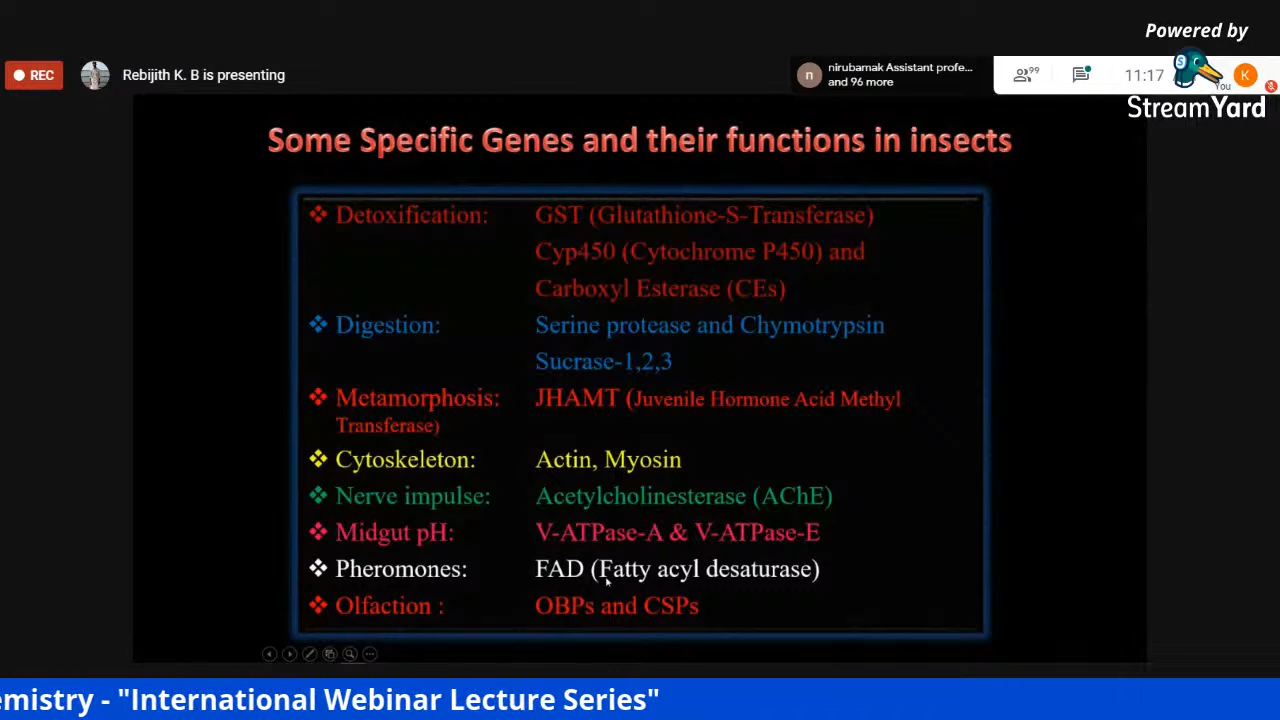 Powered by
REC
Rebijith K. B is presenting
n
nirubamak Assistant profe...
and 96 more
99
11:17
You
K
StreamYard
Some Specific Genes and their functions in insects
❖ Detoxification: GST (Glutathione-S-Transferase)
Cyp450 (Cytochrome P450) and
Carboxyl Esterase (CEs)
❖ Digestion: Serine protease and Chymotrypsin
Sucrase-1,2,3
❖ Metamorphosis: JHAMT (Juvenile Hormone Acid Methyl
Transferase)
❖ Cytoskeleton: Actin, Myosin
❖ Nerve impulse: Acetylcholinesterase (AChE)
❖ Midgut pH: V-ATPase-A & V-ATPase-E
❖ Pheromones: FAD (Fatty acyl desaturase)
❖ Olfaction : OBPs and CSPs
emistry - "International Webinar Lecture Series"